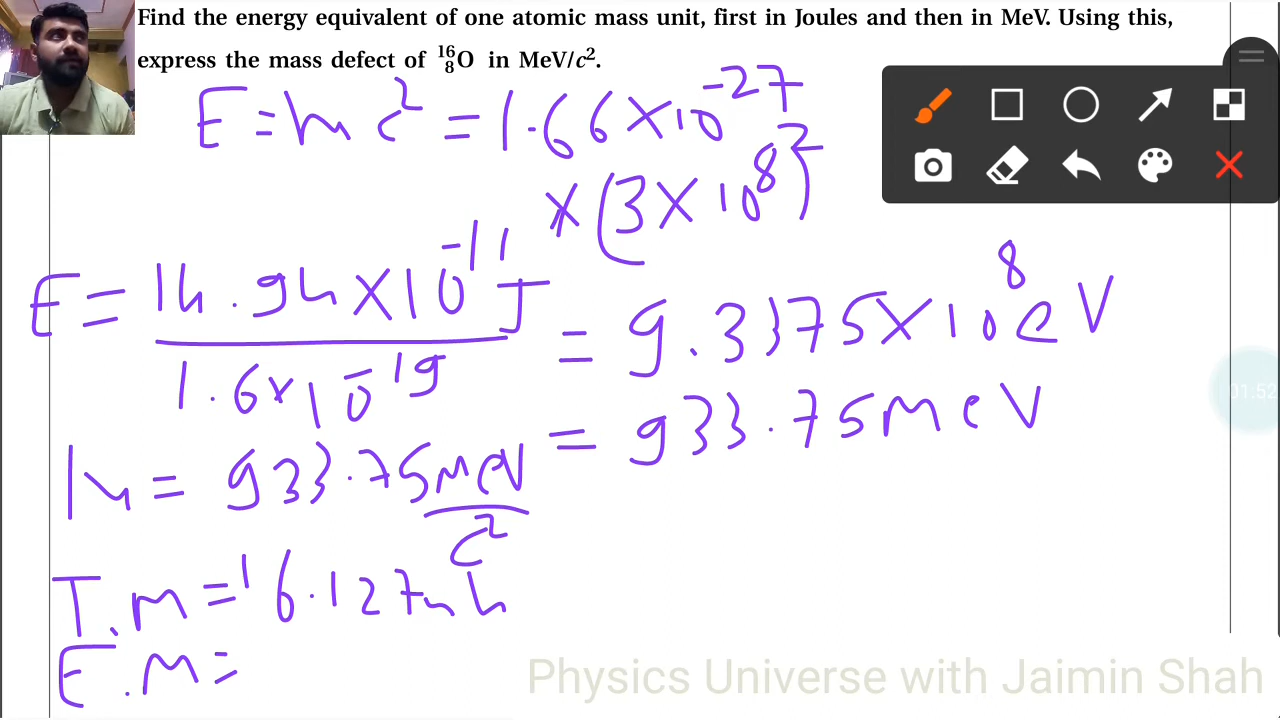 Find the energy equivalent of one atomic mass unit, first in Joules and then in MeV. Using this,
express the mass defect of ¹⁶₈O in MeV/c².
E = mc² = 1.66×10⁻²⁷
×(3×10⁸)²
E = 14.94×10⁻¹¹ J / 1.6×10⁻¹⁹ = 9.3375×10⁸ eV
= 933.75 MeV
1u = 933.75 MeV/c²
T.M = 16.127
E.M =
01:52
Physics Universe with Jaimin Shah